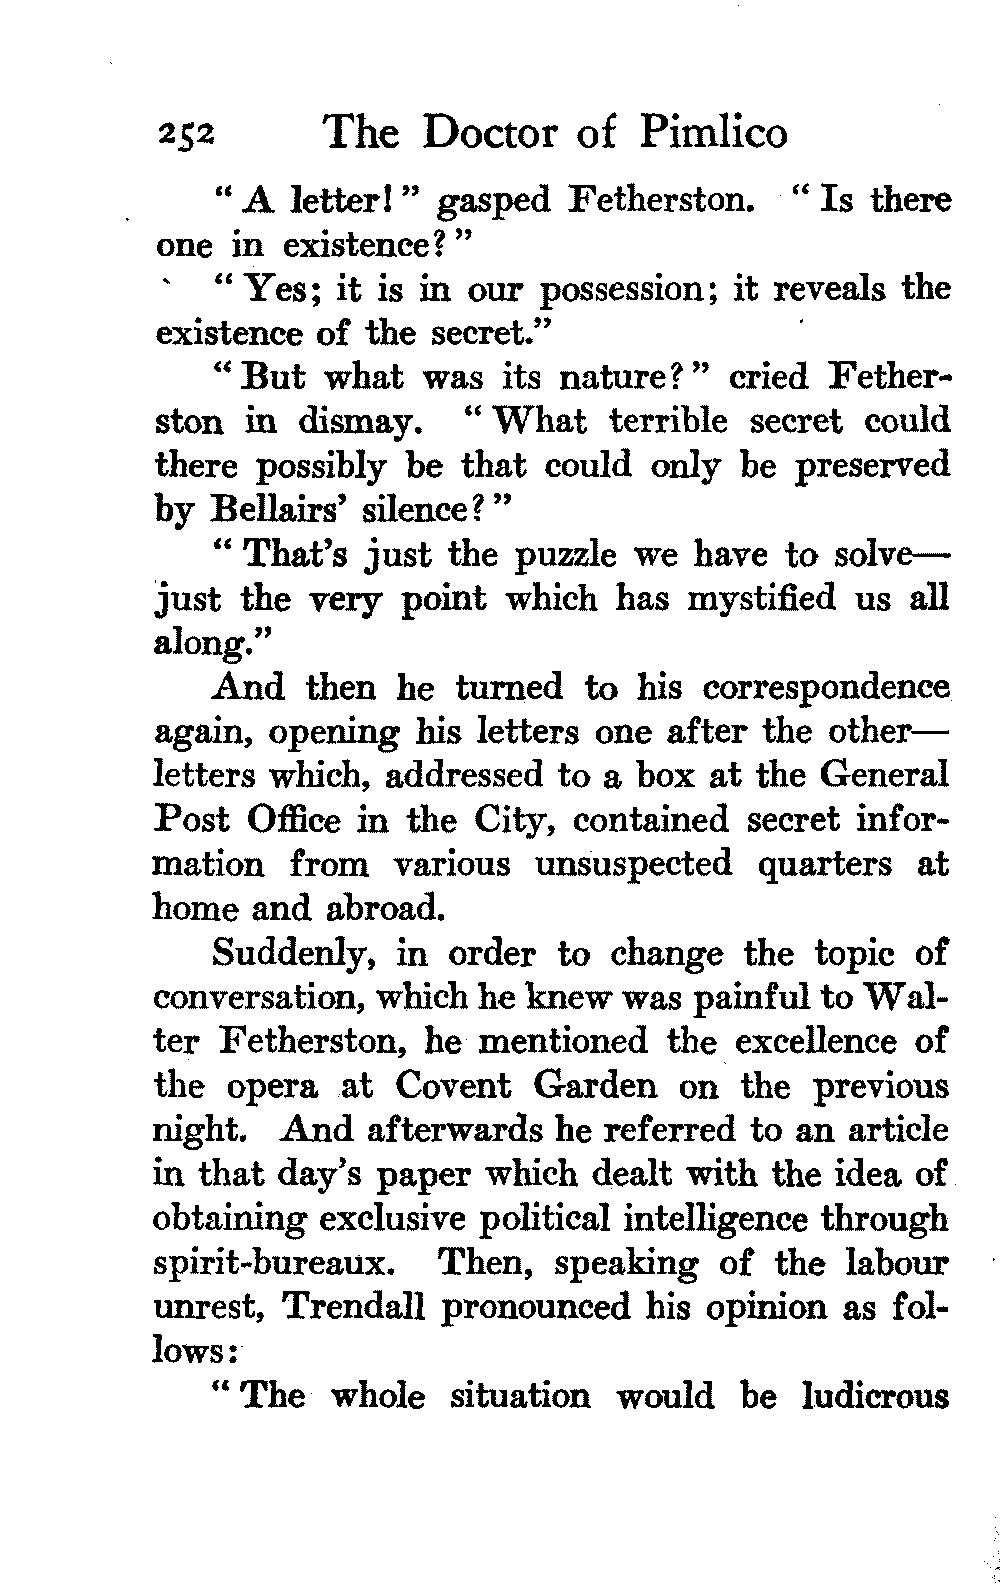 252 The Doctor of Pimlico
“ A letter! ” gasped Fetherston. “ Is there
one in existence? ”
“ Yes; it is in our possession; it reveals the
existence of the secret.”
“ But what was its nature? ” cried Fether-
ston in dismay. “ What terrible secret could
there possibly be that could only be preserved
by Bellairs’ silence? ”
“ That’s just the puzzle we have to solve—
just the very point which has mystified us all
along.”
And then he turned to his correspondence
again, opening his letters one after the other—
letters which, addressed to a box at the General
Post Office in the City, contained secret infor-
mation from various unsuspected quarters at
home and abroad.
Suddenly, in order to change the topic of
conversation, which he knew was painful to Wal-
ter Fetherston, he mentioned the excellence of
the opera at Covent Garden on the previous
night. And afterwards he referred to an article
in that day’s paper which dealt with the idea of
obtaining exclusive political intelligence through
spirit-bureaux. Then, speaking of the labour
unrest, Trendall pronounced his opinion as fol-
lows:
“ The whole situation would be ludicrous